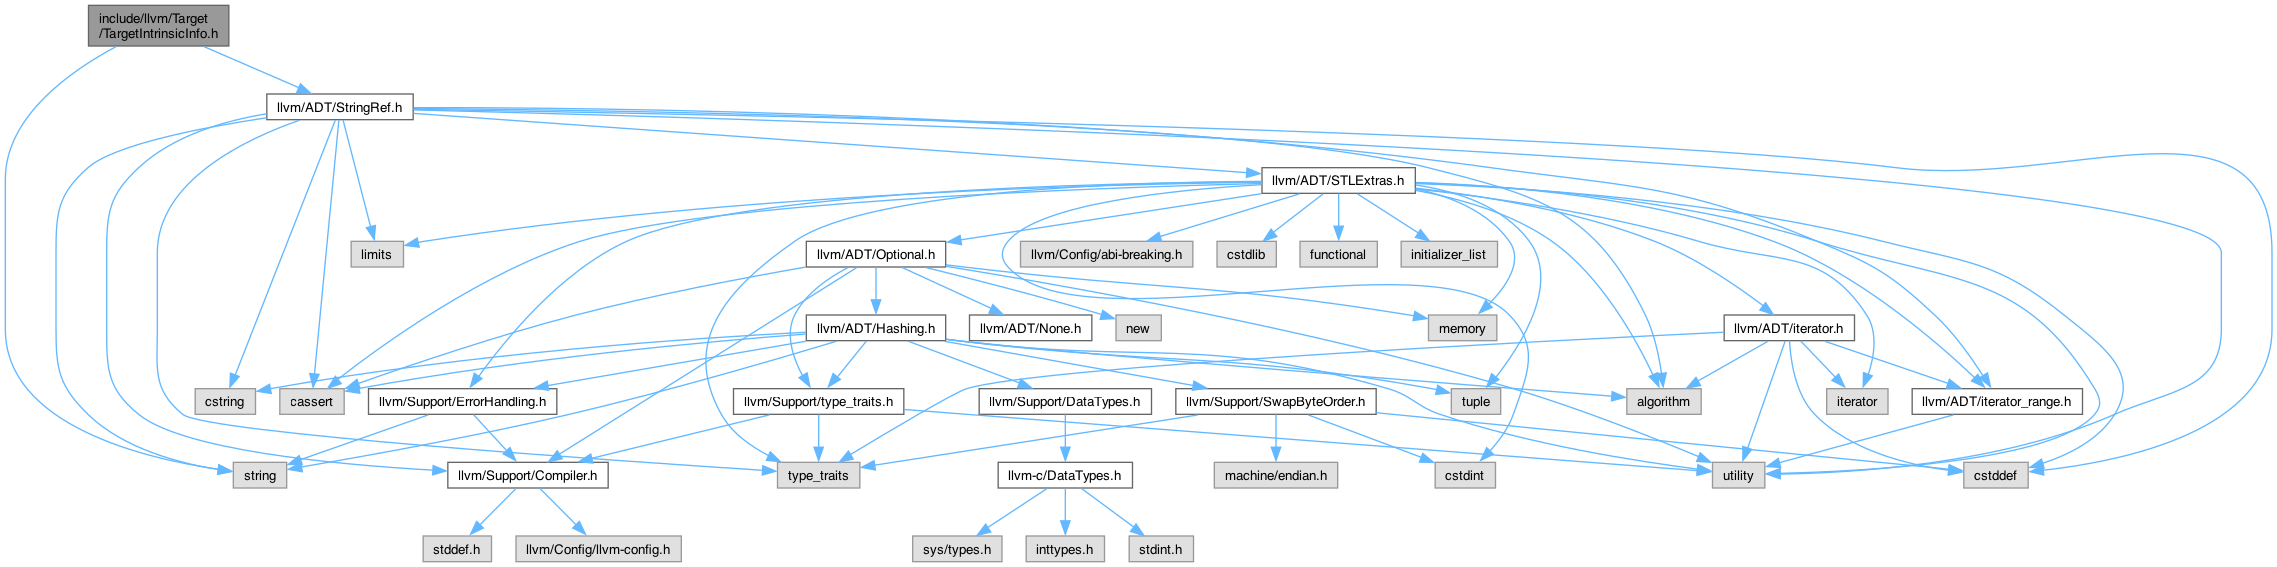 include/llvm/Target
/TargetIntrinsicInfo.h
llvm/ADT/StringRef.h
llvm/ADT/STLExtras.h
limits
llvm/ADT/Optional.h
llvm/Config/abi-breaking.h
cstdlib
functional
initializer_list
llvm/ADT/Hashing.h
llvm/ADT/None.h
new
memory
llvm/ADT/iterator.h
cstring
cassert
llvm/Support/ErrorHandling.h
llvm/Support/type_traits.h
llvm/Support/DataTypes.h
llvm/Support/SwapByteOrder.h
tuple
algorithm
iterator
llvm/ADT/iterator_range.h
string
llvm/Support/Compiler.h
type_traits
llvm-c/DataTypes.h
machine/endian.h
cstdint
utility
cstddef
stddef.h
llvm/Config/llvm-config.h
sys/types.h
inttypes.h
stdint.h